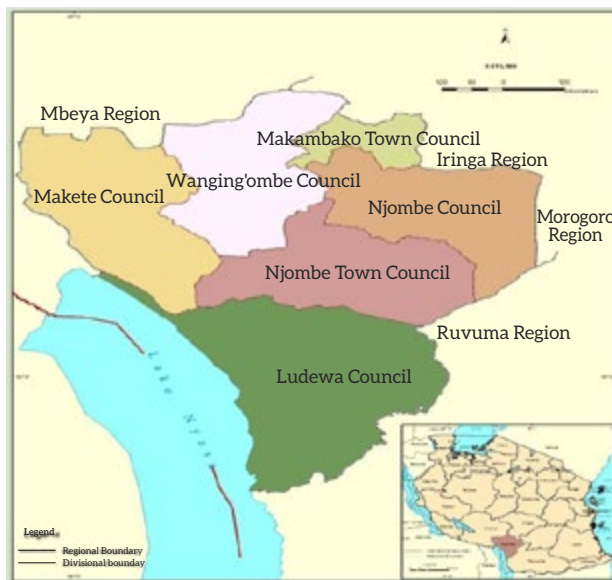 Mbeya Region
Makambako Town Council
Iringa Region
Wanging'ombe Council
Makete Council
Njombe Council
Morogoro
Region
Njombe Town Council
Ruvuma Region
Ludewa Council
Lake
Legend
Regional Boundary
Divisional bounday